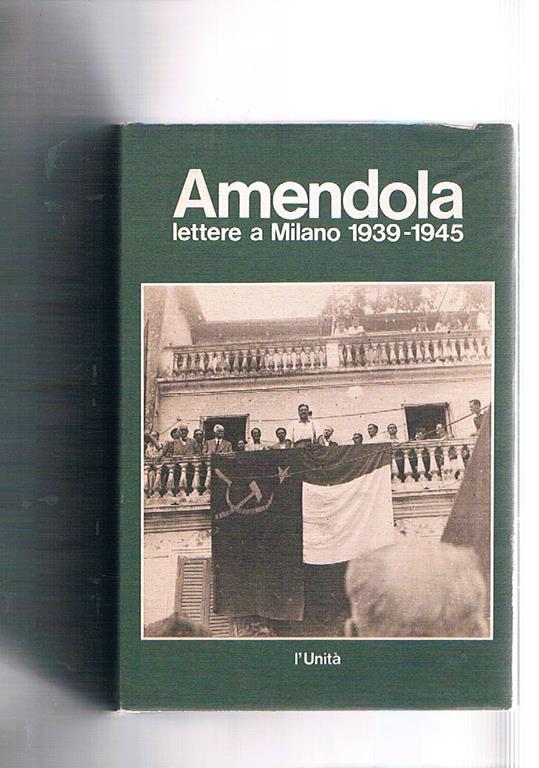 Amendola
lettere a Milano 1939-1945
l'Unità